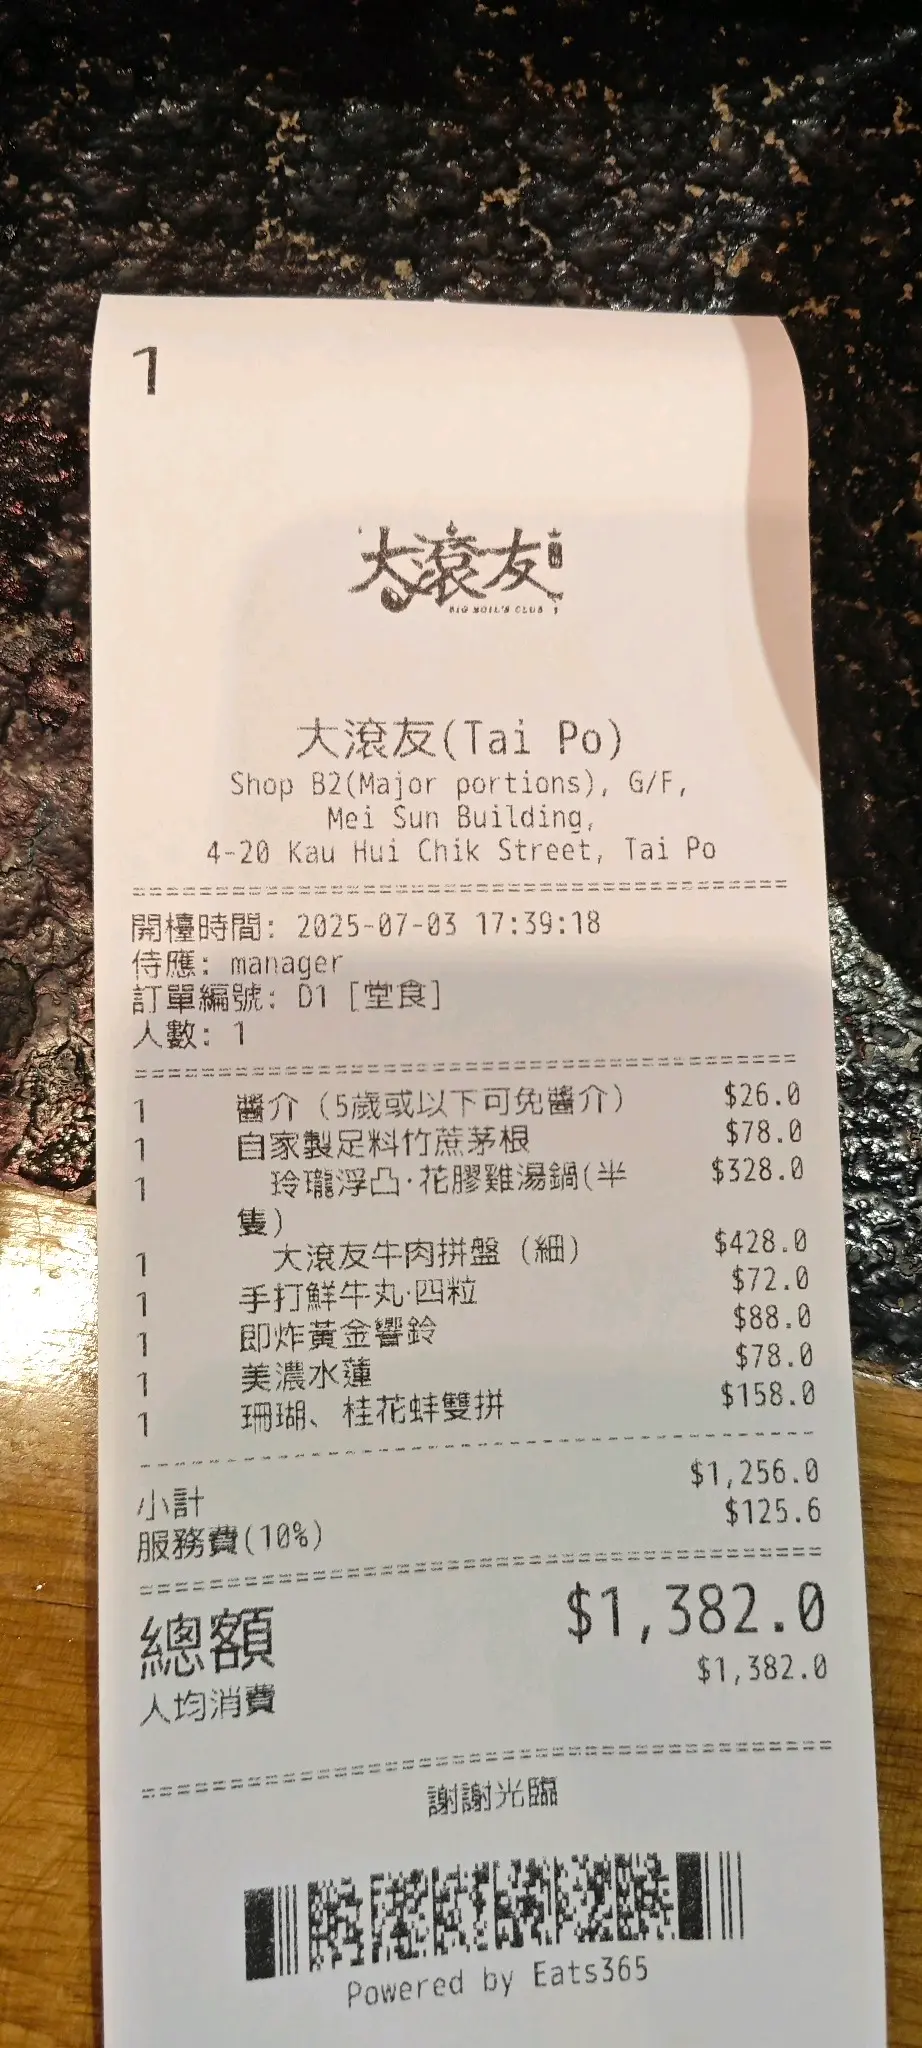 1
大滾友
BIG BOIL'S CLUB
大滾友(Tai Po)
Shop B2(Major portions), G/F,
Mei Sun Building,
4-20 Kau Hui Chik Street, Tai Po
開檯時間: 2025-07-03 17:39:18
侍應: manager
訂單編號: D1 [堂食]
人數: 1
1 醬介 (5歲或以下可免醬介) $26.0
1 自家製足料竹蔗茅根 $78.0
1 玲瓏浮凸·花膠雞湯鍋(半 $328.0
隻)
1 大滾友牛肉拼盤 (細) $428.0
1 手打鮮牛丸·四粒 $72.0
1 即炸黃金響鈴 $88.0
1 美濃水蓮 $78.0
1 珊瑚、桂花蚌雙拼 $158.0
小計 $1,256.0
服務費(10%) $125.6
總額 $1,382.0
人均消費 $1,382.0
謝謝光臨
Powered by Eats365